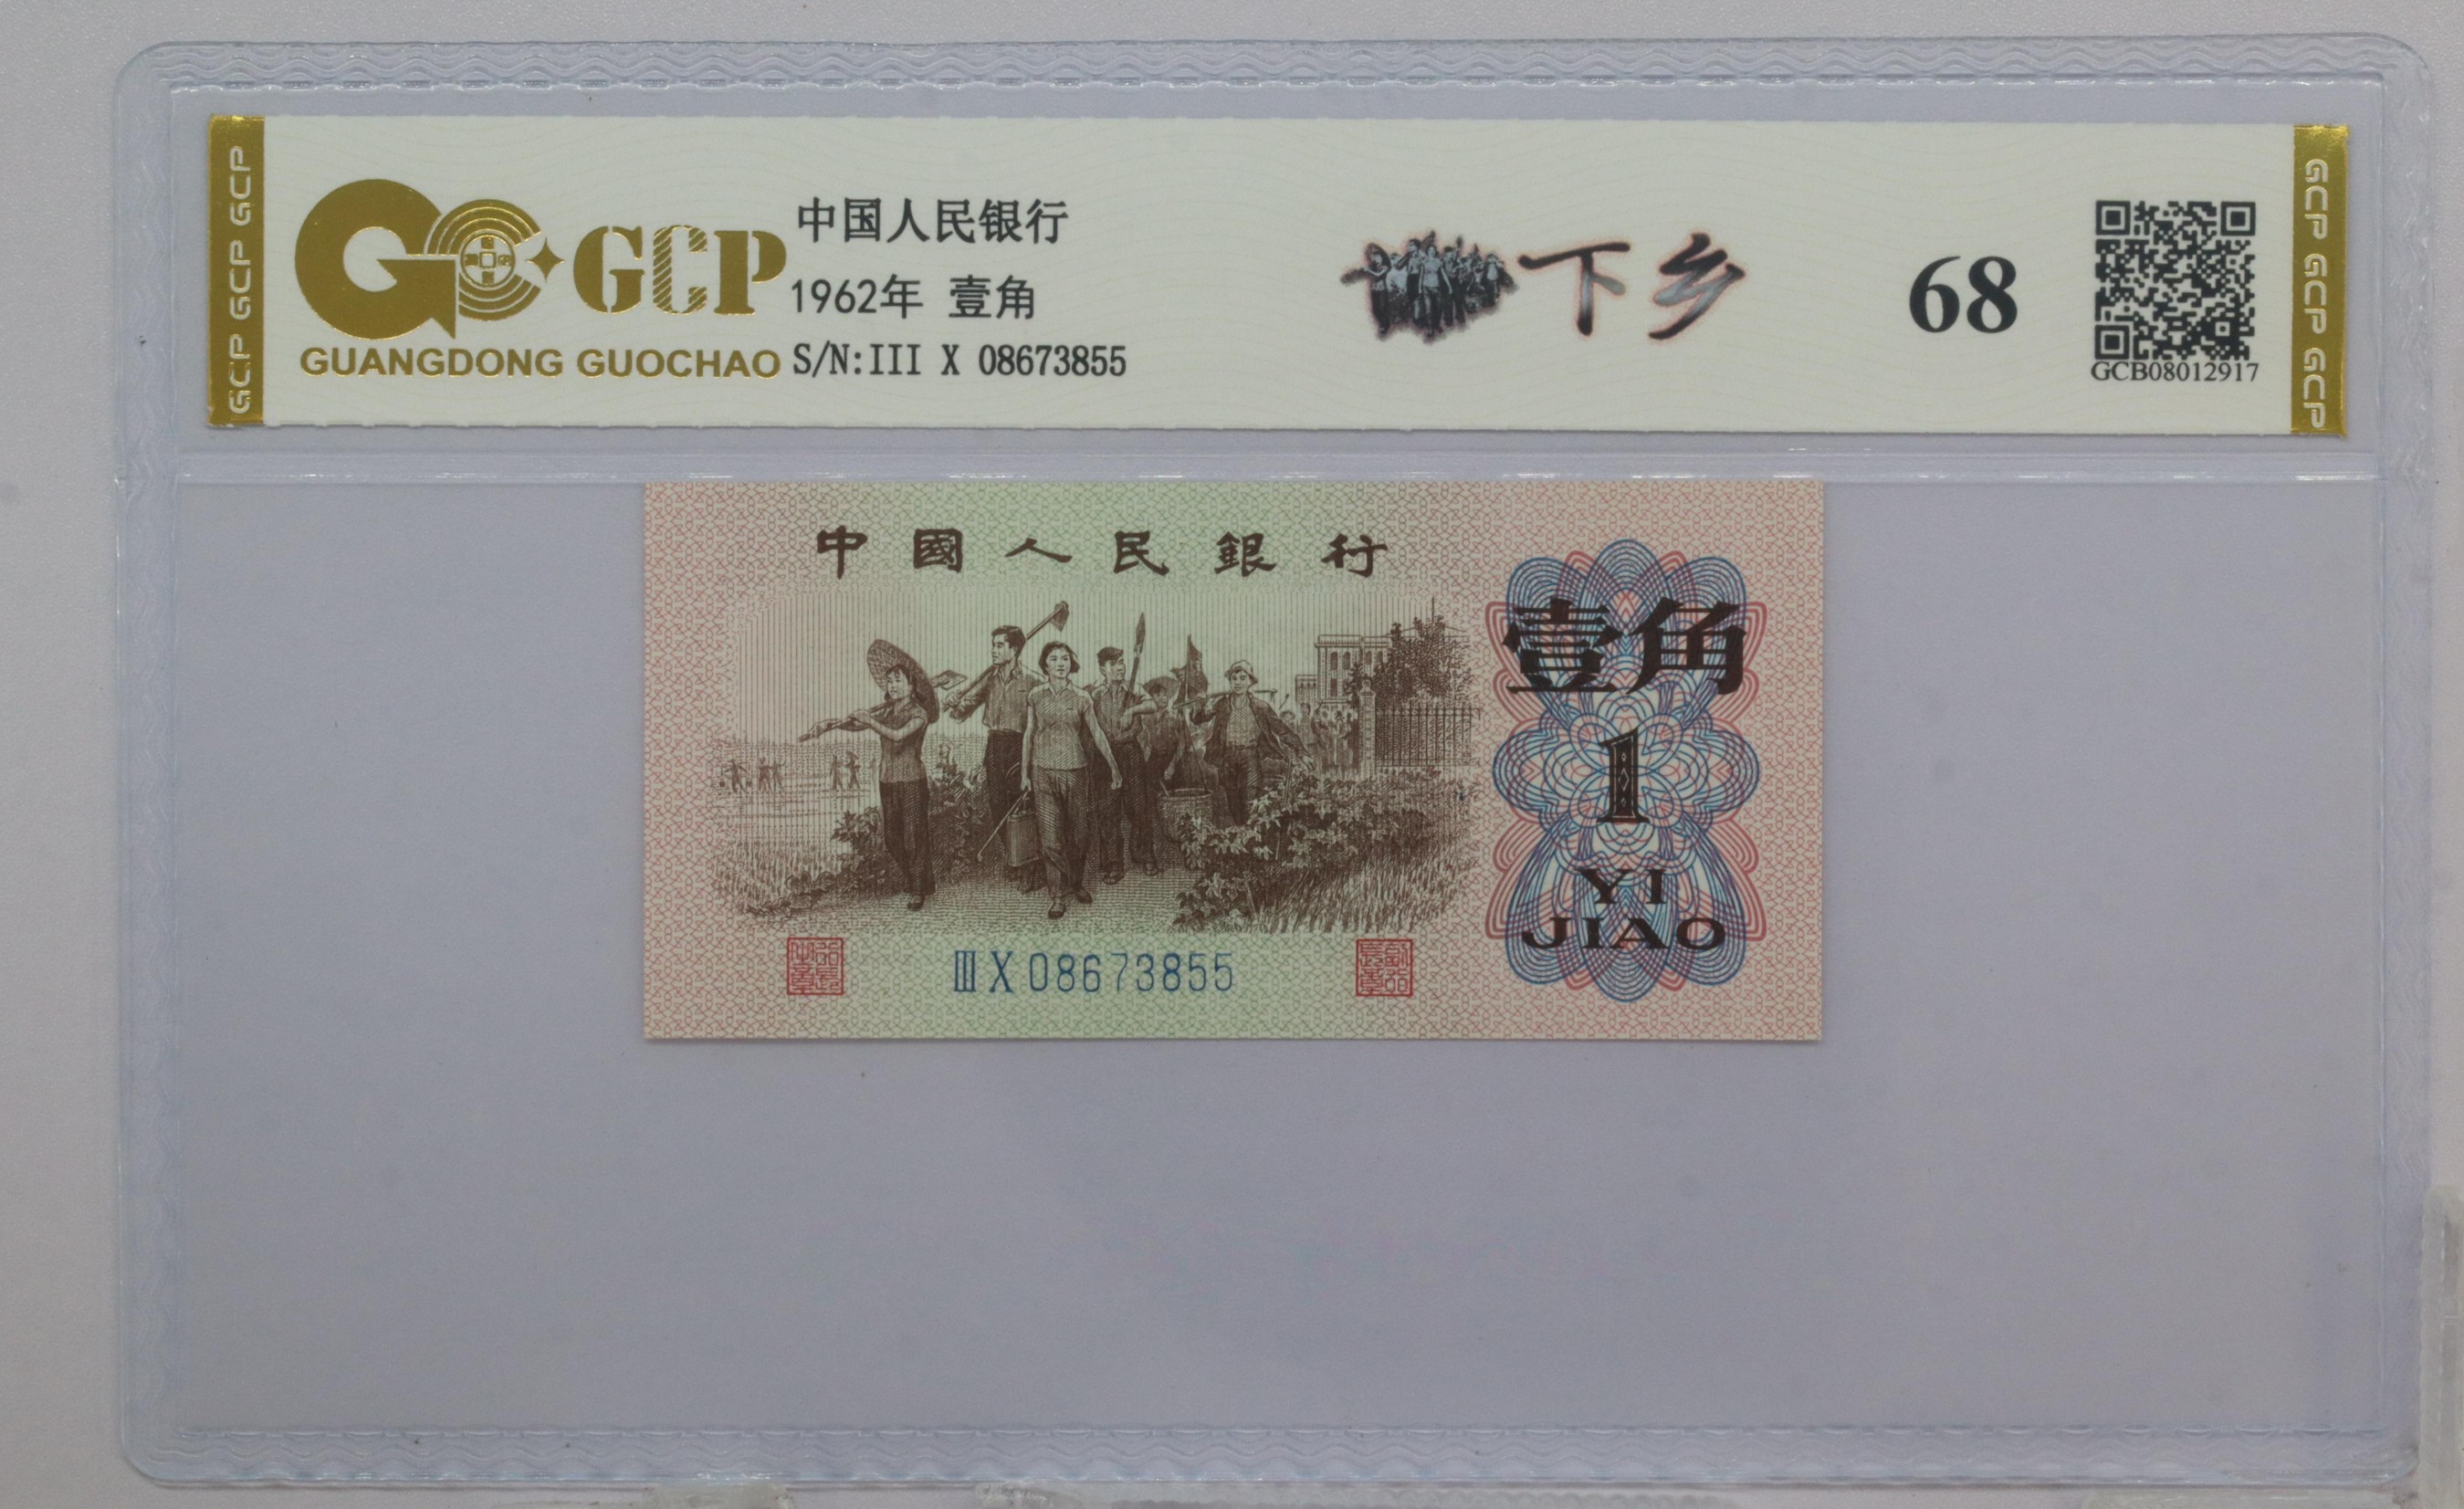 GCP GCP GCP
GCP
GUANGDONG GUOCHAO
中国人民银行
1962年 壹角
S/N:III X 08673855
下乡
68
GCB08012917
GCP GCP GCP
中國人民銀行
壹角
1
YI
JIAO
III X 08673855